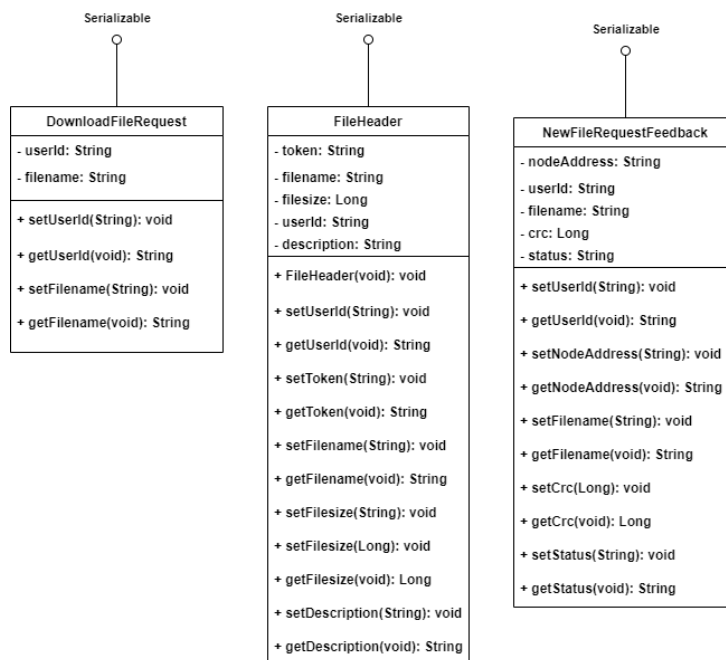 Serializable
DownloadFileRequest
- userId: String
- filename: String
+ setUserId(String): void
+ getUserId(void): String
+ setFilename(String): void
+ getFilename(void): String
Serializable
FileHeader
- token: String
- filename: String
- filesize: Long
- userId: String
- description: String
+ FileHeader(void): void
+ setUserId(String): void
+ getUserId(void): String
+ setToken(String): void
+ getToken(void): String
+ setFilename(String): void
+ getFilename(void): String
+ setFilesize(String): void
+ setFilesize(Long): void
+ getFilesize(void): Long
+ setDescription(String): void
+ getDescription(void): String
Serializable
NewFileRequestFeedback
- nodeAddress: String
- userId: String
- filename: String
- crc: Long
- status: String
+ setUserId(String): void
+ getUserId(void): String
+ setNodeAddress(String): void
+ getNodeAddress(void): String
+ setFilename(String): void
+ getFilename(void): String
+ setCrc(Long): void
+ getCrc(void): Long
+ setStatus(String): void
+ getStatus(void): String